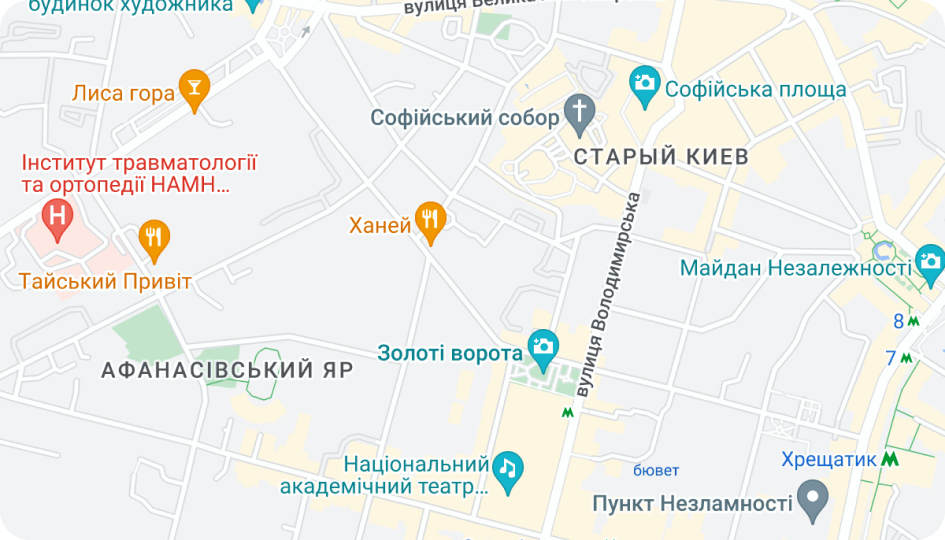 будинок художника
вулиця Велика
Лиса гора
Софійська площа
Софійський собор
СТАРЫЙ КИЕВ
Інститут травматології
та ортопедії НАМН...
Ханей
Тайський Привіт
вулиця Володимирська
Майдан Незалежності
8
7
Золоті ворота
АФАНАСІВСЬКИЙ ЯР
Національний
академічний театр...
бювет
Хрещатик
Пункт Незламності